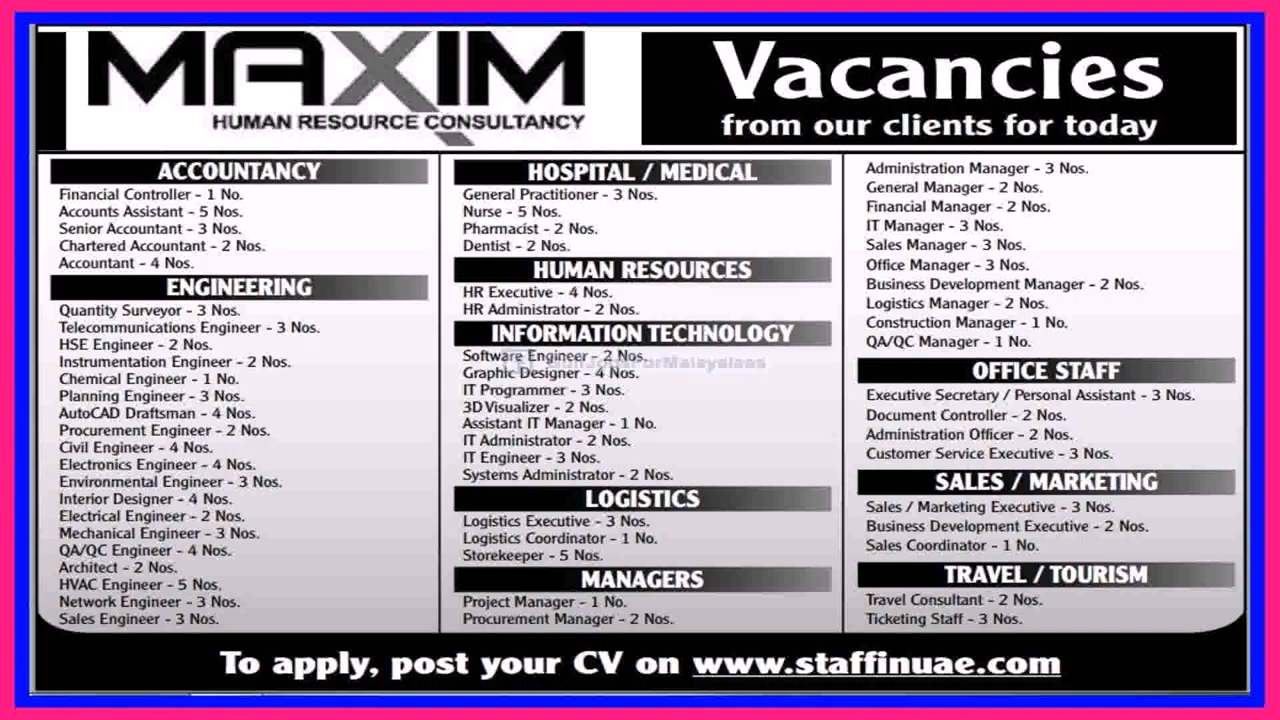 MAXIM
HUMAN RESOURCE CONSULTANCY
Vacancies
from our clients for today
ACCOUNTANCY
Financial Controller - 1 No.
Accounts Assistant - 5 Nos.
Senior Accountant - 3 Nos.
Chartered Accountant - 2 Nos.
Accountant - 4 Nos.
ENGINEERING
Quantity Surveyor - 3 Nos.
Telecommunications Engineer - 3 Nos.
HSE Engineer - 2 Nos.
Instrumentation Engineer - 2 Nos.
Chemical Engineer - 1 No.
Planning Engineer - 3 Nos.
AutoCAD Draftsman - 4 Nos.
Procurement Engineer - 2 Nos.
Civil Engineer - 4 Nos.
Electronics Engineer - 4 Nos.
Environmental Engineer - 3 Nos.
Interior Designer - 4 Nos.
Electrical Engineer - 2 Nos.
Mechanical Engineer - 3 Nos.
QA/QC Engineer - 4 Nos.
Architect - 2 Nos.
HVAC Engineer - 5 Nos.
Network Engineer - 3 Nos.
Sales Engineer - 3 Nos.
HOSPITAL / MEDICAL
General Practitioner - 3 Nos.
Nurse - 5 Nos.
Pharmacist - 2 Nos.
Dentist - 2 Nos.
HUMAN RESOURCES
HR Executive - 4 Nos.
HR Administrator - 2 Nos.
INFORMATION TECHNOLOGY
Software Engineer - 2 Nos.
Graphic Designer - 4 Nos.
IT Programmer - 3 Nos.
3D Visualizer - 2 Nos.
Assistant IT Manager - 1 No.
IT Administrator - 2 Nos.
IT Engineer - 3 Nos.
Systems Administrator - 2 Nos.
LOGISTICS
Logistics Executive - 3 Nos.
Logistics Coordinator - 1 No.
Storekeeper - 5 Nos.
MANAGERS
Project Manager - 1 No.
Procurement Manager - 2 Nos.
Administration Manager - 3 Nos.
General Manager - 2 Nos.
Financial Manager - 2 Nos.
IT Manager - 3 Nos.
Sales Manager - 3 Nos.
Office Manager - 3 Nos.
Business Development Manager - 2 Nos.
Logistics Manager - 2 Nos.
Construction Manager - 1 No.
QA/QC Manager - 1 No.
OFFICE STAFF
Executive Secretary / Personal Assistant - 3 Nos.
Document Controller - 2 Nos.
Administration Officer - 2 Nos.
Customer Service Executive - 3 Nos.
SALES / MARKETING
Sales / Marketing Executive - 3 Nos.
Business Development Executive - 2 Nos.
Sales Coordinator - 1 No.
TRAVEL / TOURISM
Travel Consultant - 2 Nos.
Ticketing Staff - 3 Nos.
To apply, post your CV on www.staffinuae.com